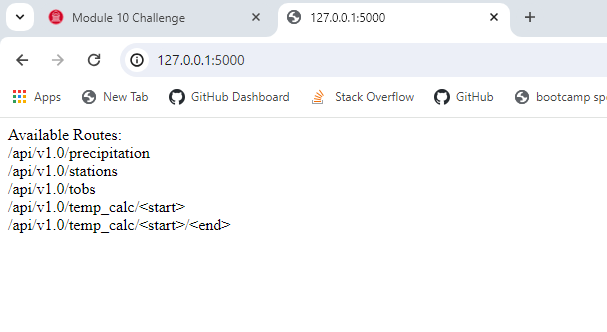 Module 10 Challenge
127.0.0.1:5000
127.0.0.1:5000
Apps New Tab GitHub Dashboard Stack Overflow GitHub bootcamp spo
Available Routes:
/api/v1.0/precipitation
/api/v1.0/stations
/api/v1.0/tobs
/api/v1.0/temp_calc/<start>
/api/v1.0/temp_calc/<start>/<end>